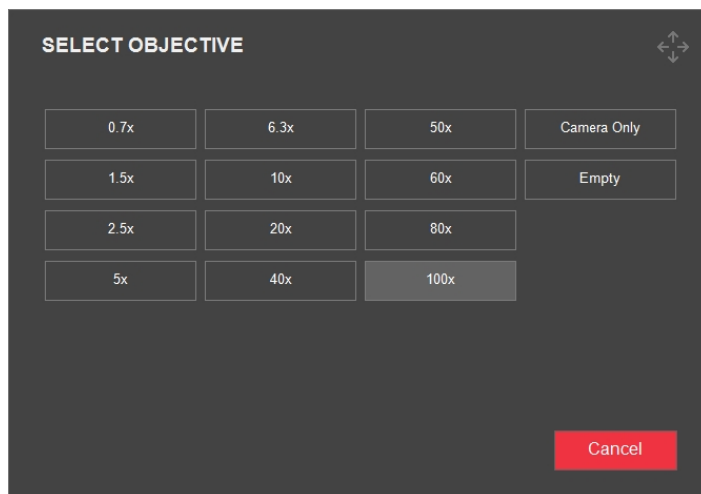 SELECT OBJECTIVE
0.7x 6.3x 50x Camera Only
1.5x 10x 60x Empty
2.5x 20x 80x
5x 40x 100x
Cancel